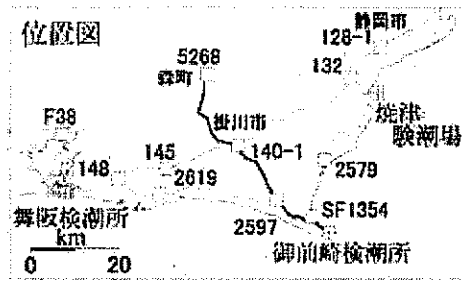 位置図
静岡市
128-1
132
5268
森町
掛川市
焼津
験潮場
F38
145
140-1
148
2619
2579
舞阪検潮所
SF1354
2597
御前崎検潮所
km
0 20